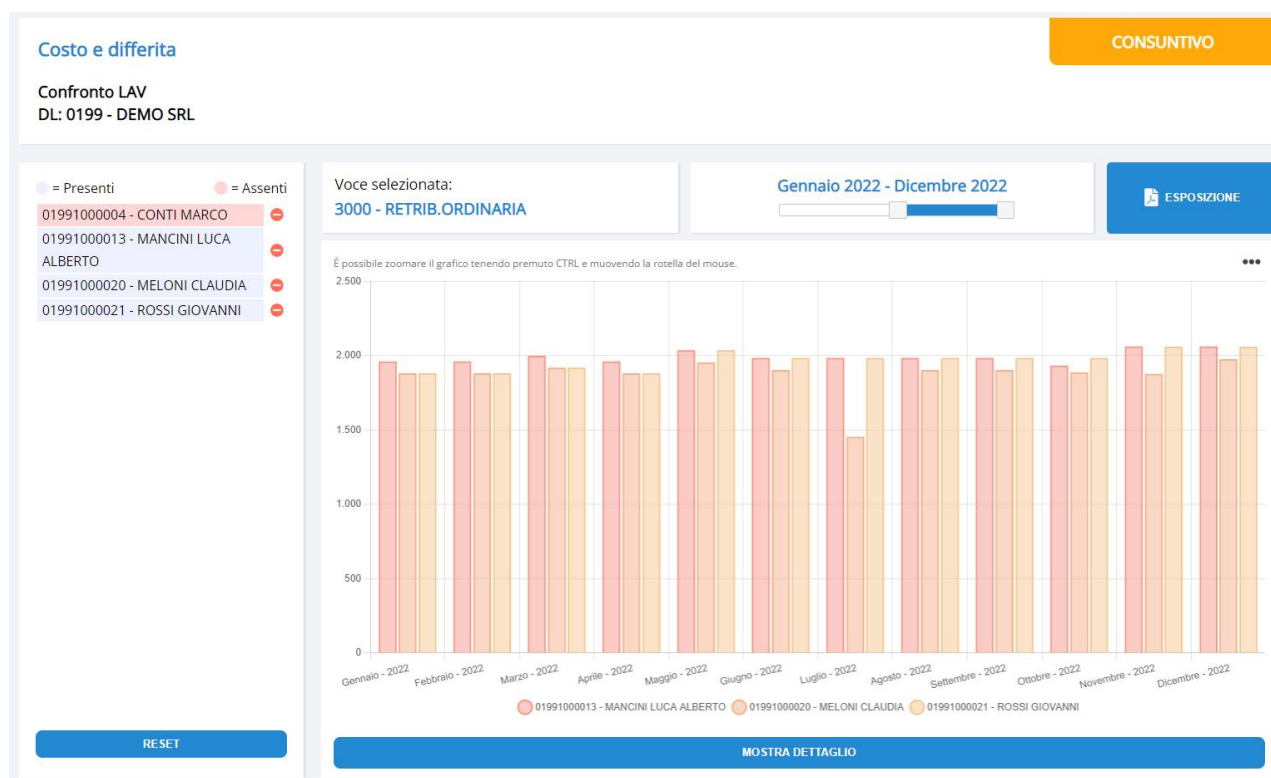 Costo e differita
CONSUNTIVO
Confronto LAV
DL: 0199 - DEMO SRL
= Presenti
= Assenti
01991000004 - CONTI MARCO
01991000013 - MANCINI LUCA
ALBERTO
01991000020 - MELONI CLAUDIA
01991000021 - ROSSI GIOVANNI
RESET
Voce selezionata:
3000 - RETRIB.ORDINARIA
Gennaio 2022 - Dicembre 2022
ESPOSIZIONE
È possibile zoomare il grafico tenendo premuto CTRL e muovendo la rotella del mouse.
2.500
2.000
1.500
1.000
500
0
Gennaio - 2022
Febbraio - 2022
Marzo - 2022
Aprile - 2022
Maggio - 2022
Giugno - 2022
Luglio - 2022
Agosto - 2022
Settembre - 2022
Ottobre - 2022
Novembre - 2022
Dicembre - 2022
01991000013 - MANCINI LUCA ALBERTO
01991000020 - MELONI CLAUDIA
01991000021 - ROSSI GIOVANNI
MOSTRA DETTAGLIO